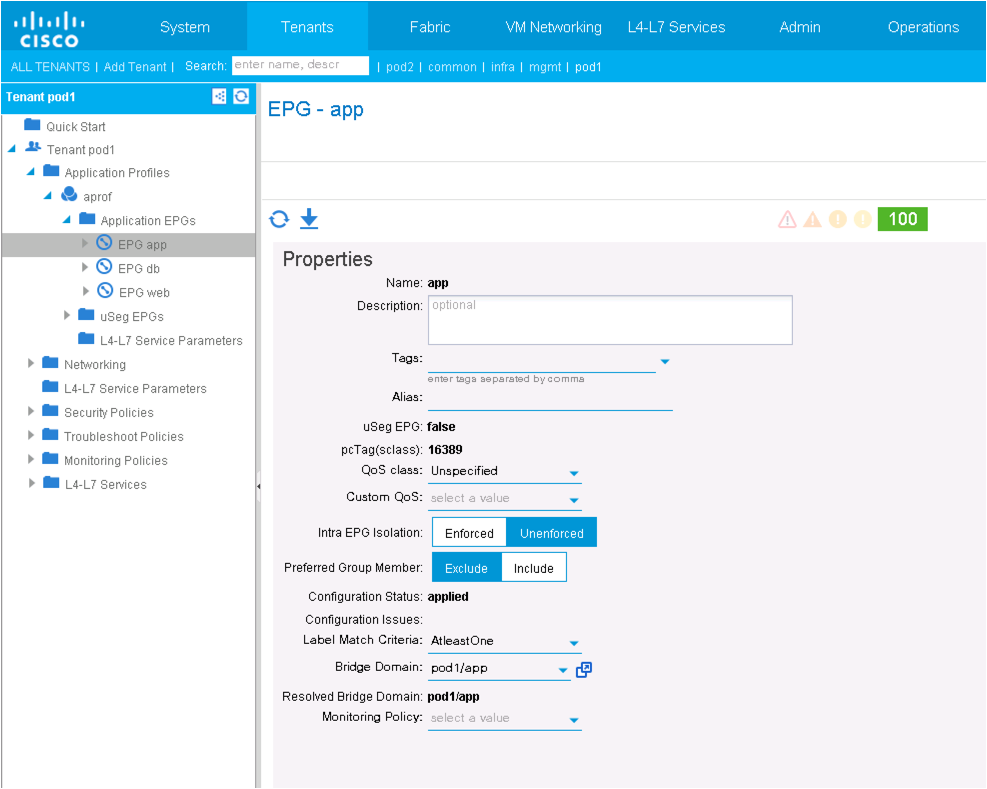 CISCO
System Tenants Fabric VM Networking L4-L7 Services Admin Operations
ALL TENANTS | Add Tenant | Search: enter name, descr | pod2 | common | infra | mgmt | pod1
Tenant pod1
Quick Start
Tenant pod1
Application Profiles
aprof
Application EPGs
EPG app
EPG db
EPG web
uSeg EPGs
L4-L7 Service Parameters
Networking
L4-L7 Service Parameters
Security Policies
Troubleshoot Policies
Monitoring Policies
L4-L7 Services
EPG - app
100
Properties
Name: app
Description: optional
Tags:
enter tags separated by comma
Alias:
uSeg EPG: false
pcTag(sclass): 16389
QoS class: Unspecified
Custom QoS: select a value
Intra EPG Isolation: Enforced Unenforced
Preferred Group Member: Exclude Include
Configuration Status: applied
Configuration Issues:
Label Match Criteria: AtleastOne
Bridge Domain: pod1/app
Resolved Bridge Domain: pod1/app
Monitoring Policy: select a value